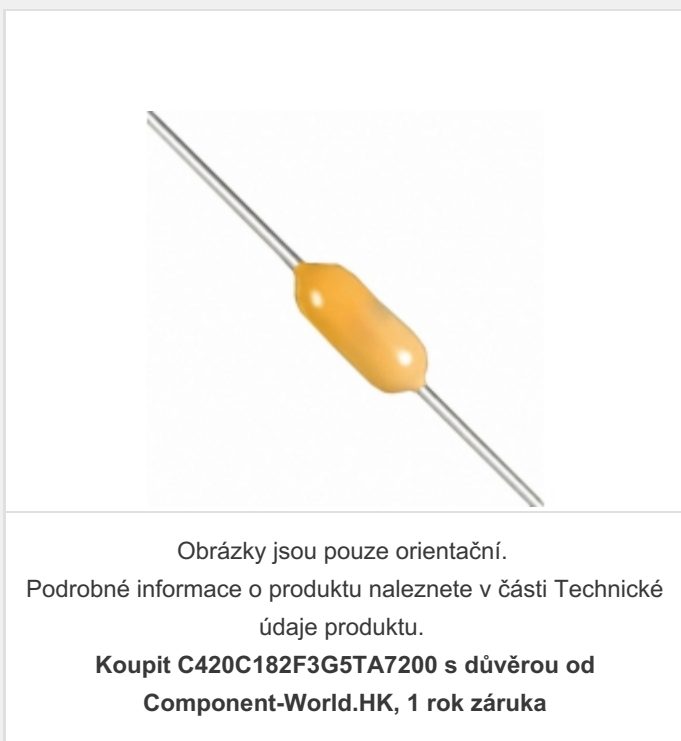 Obrázky jsou pouze orientační.
Podrobné informace o produktu naleznete v části Technické
údaje produktu.
Koupit C420C182F3G5TA7200 s důvěrou od
Component-World.HK, 1 rok záruka